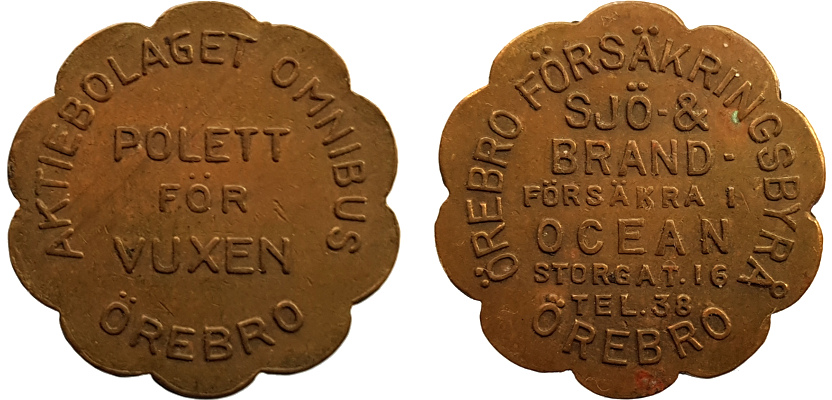 AKTIEBOLAGET OMNIBUS
POLETT
FÖR
VUXEN
ÖREBRO
ÖREBRO FÖRSÄKRINGSBYRÅ
SJÖ-&
BRAND-
FÖRSÄKRA I
OCEAN
STORGAT.16
TEL.38
ÖREBRO